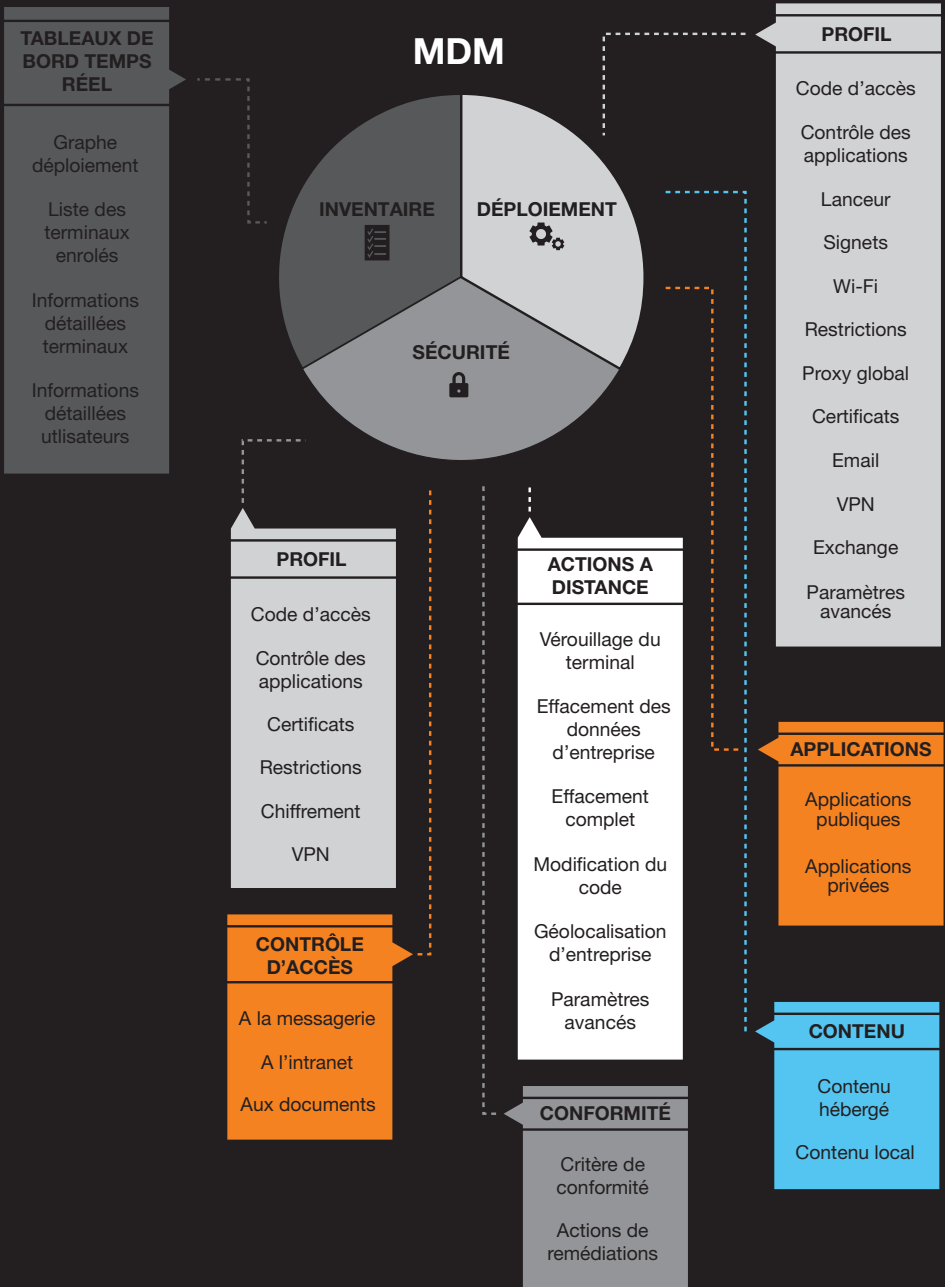 MDM
TABLEAUX DE
BORD TEMPS
RÉEL
Graphe
déploiement
Liste des
terminaux
enrolés
Informations
détaillées
terminaux
Informations
détaillées
utlisateurs
INVENTAIRE
DÉPLOIEMENT
SÉCURITÉ
PROFIL
Code d'accès
Contrôle des
applications
Lanceur
Signets
Wi-Fi
Restrictions
Proxy global
Certificats
Email
VPN
Exchange
Paramètres
avancés
PROFIL
Code d'accès
Contrôle des
applications
Certificats
Restrictions
Chiffrement
VPN
ACTIONS A
DISTANCE
Vérouillage du
terminal
Effacement des
données
d'entreprise
Effacement
complet
Modification du
code
Géolocalisation
d'entreprise
Paramètres
avancés
APPLICATIONS
Applications
publiques
Applications
privées
CONTRÔLE
D'ACCÈS
A la messagerie
A l'intranet
Aux documents
CONFORMITÉ
Critère de
conformité
Actions de
remédiations
CONTENU
Contenu
hébergé
Contenu local